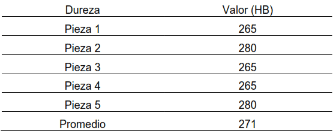 Dureza Valor (HB)
Pieza 1 265
Pieza 2 280
Pieza 3 265
Pieza 4 265
Pieza 5 280
Promedio 271